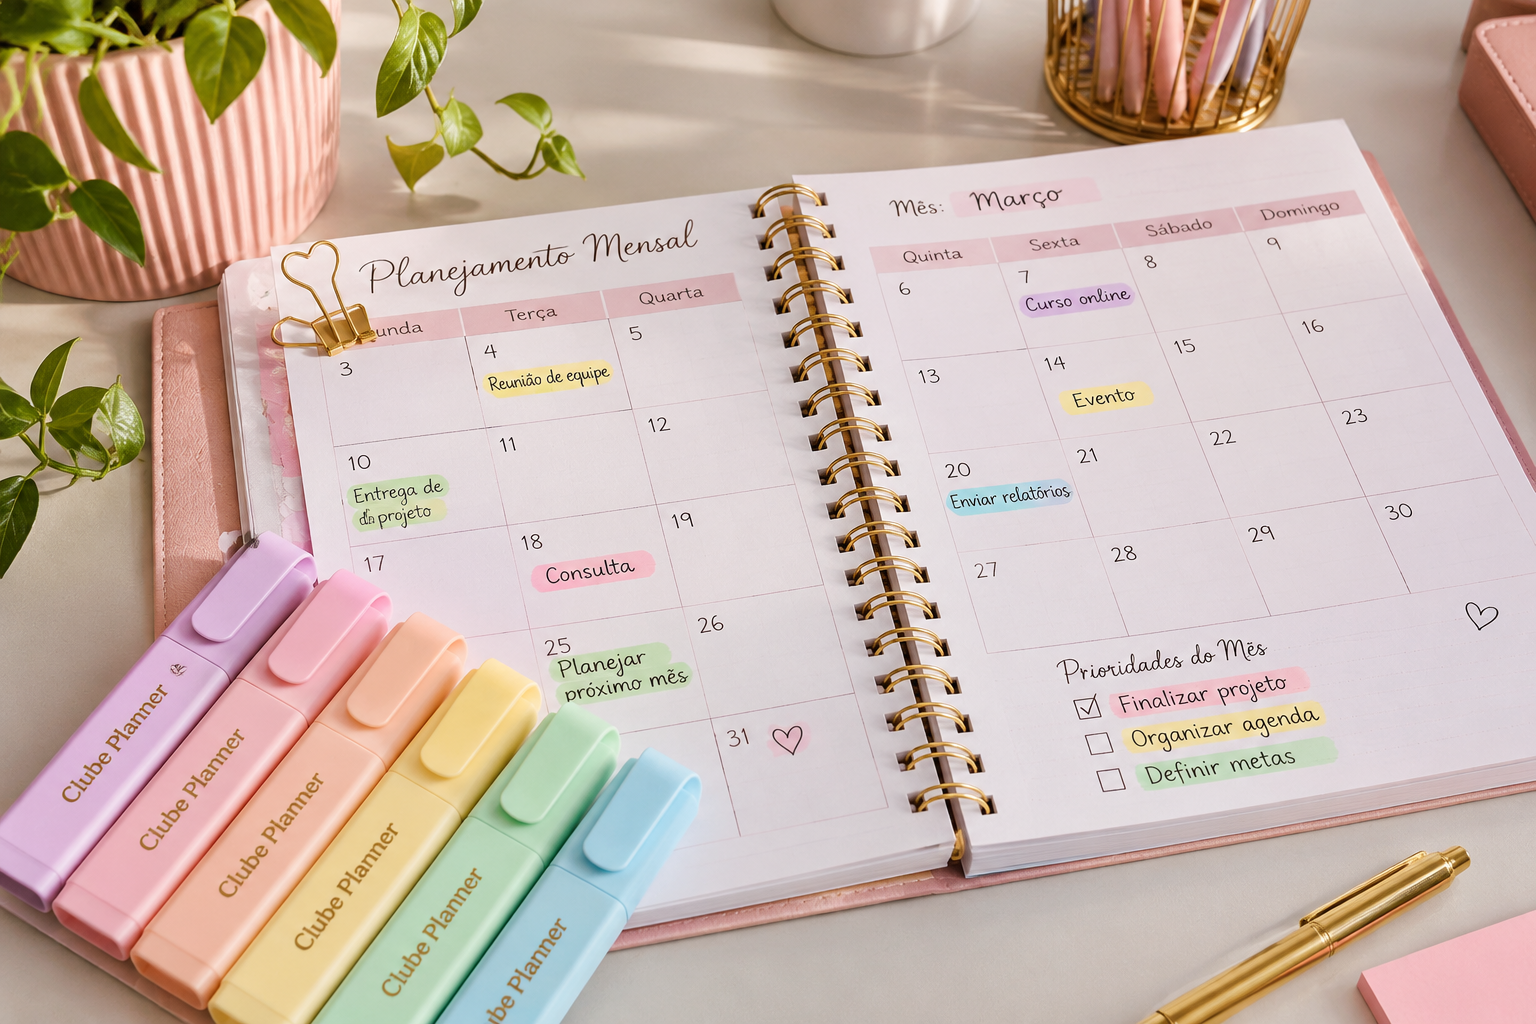 Planejamento Mensal
unda Terça Quarta
3 4 5
Reunião de equipe
10 11 12
Entrega de
projeto
17 18 19
Consulta
25 26
Planejar
próximo mês
31
Mês: Março
Quinta Sexta Sábado Domingo
6 7 8 9
Curso online
13 14 15 16
Evento
20 21 22 23
Enviar relatórios
27 28 29 30
Prioridades do Mês
Finalizar projeto
Organizar agenda
Definir metas
Clube Planner
Clube Planner
Clube Planner
Clube Planner
Clube Planner
ube Planner